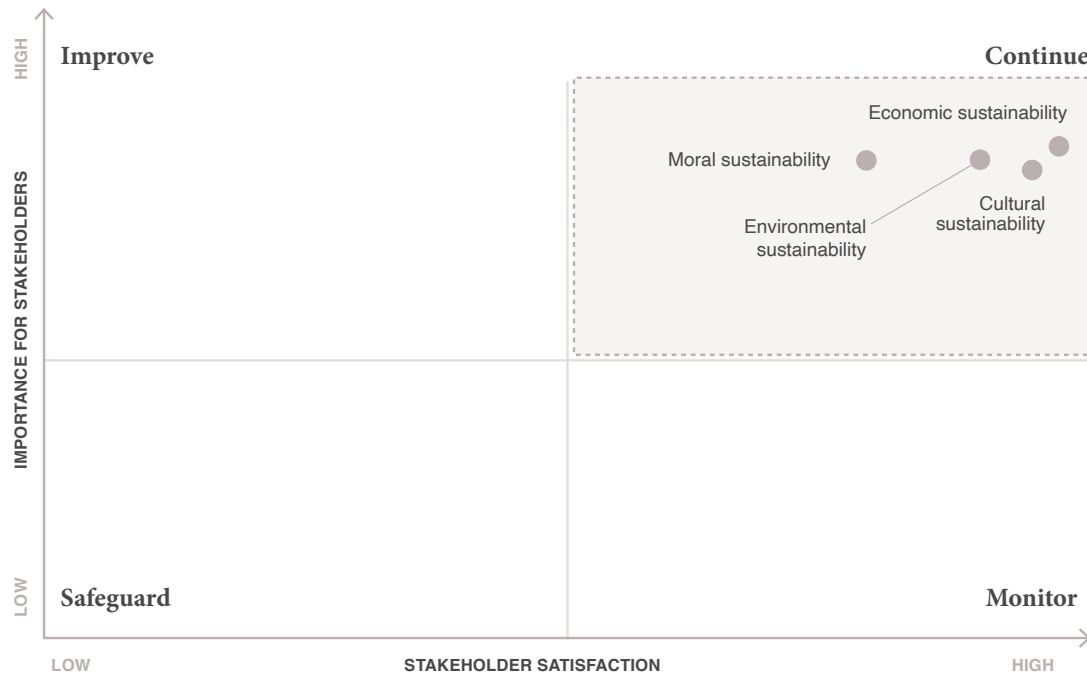 HIGH
Improve
Continue
Economic sustainability
Moral sustainability
Cultural
sustainability
Environmental
sustainability
IMPORTANCE FOR STAKEHOLDERS
LOW
Safeguard
Monitor
LOW
STAKEHOLDER SATISFACTION
HIGH